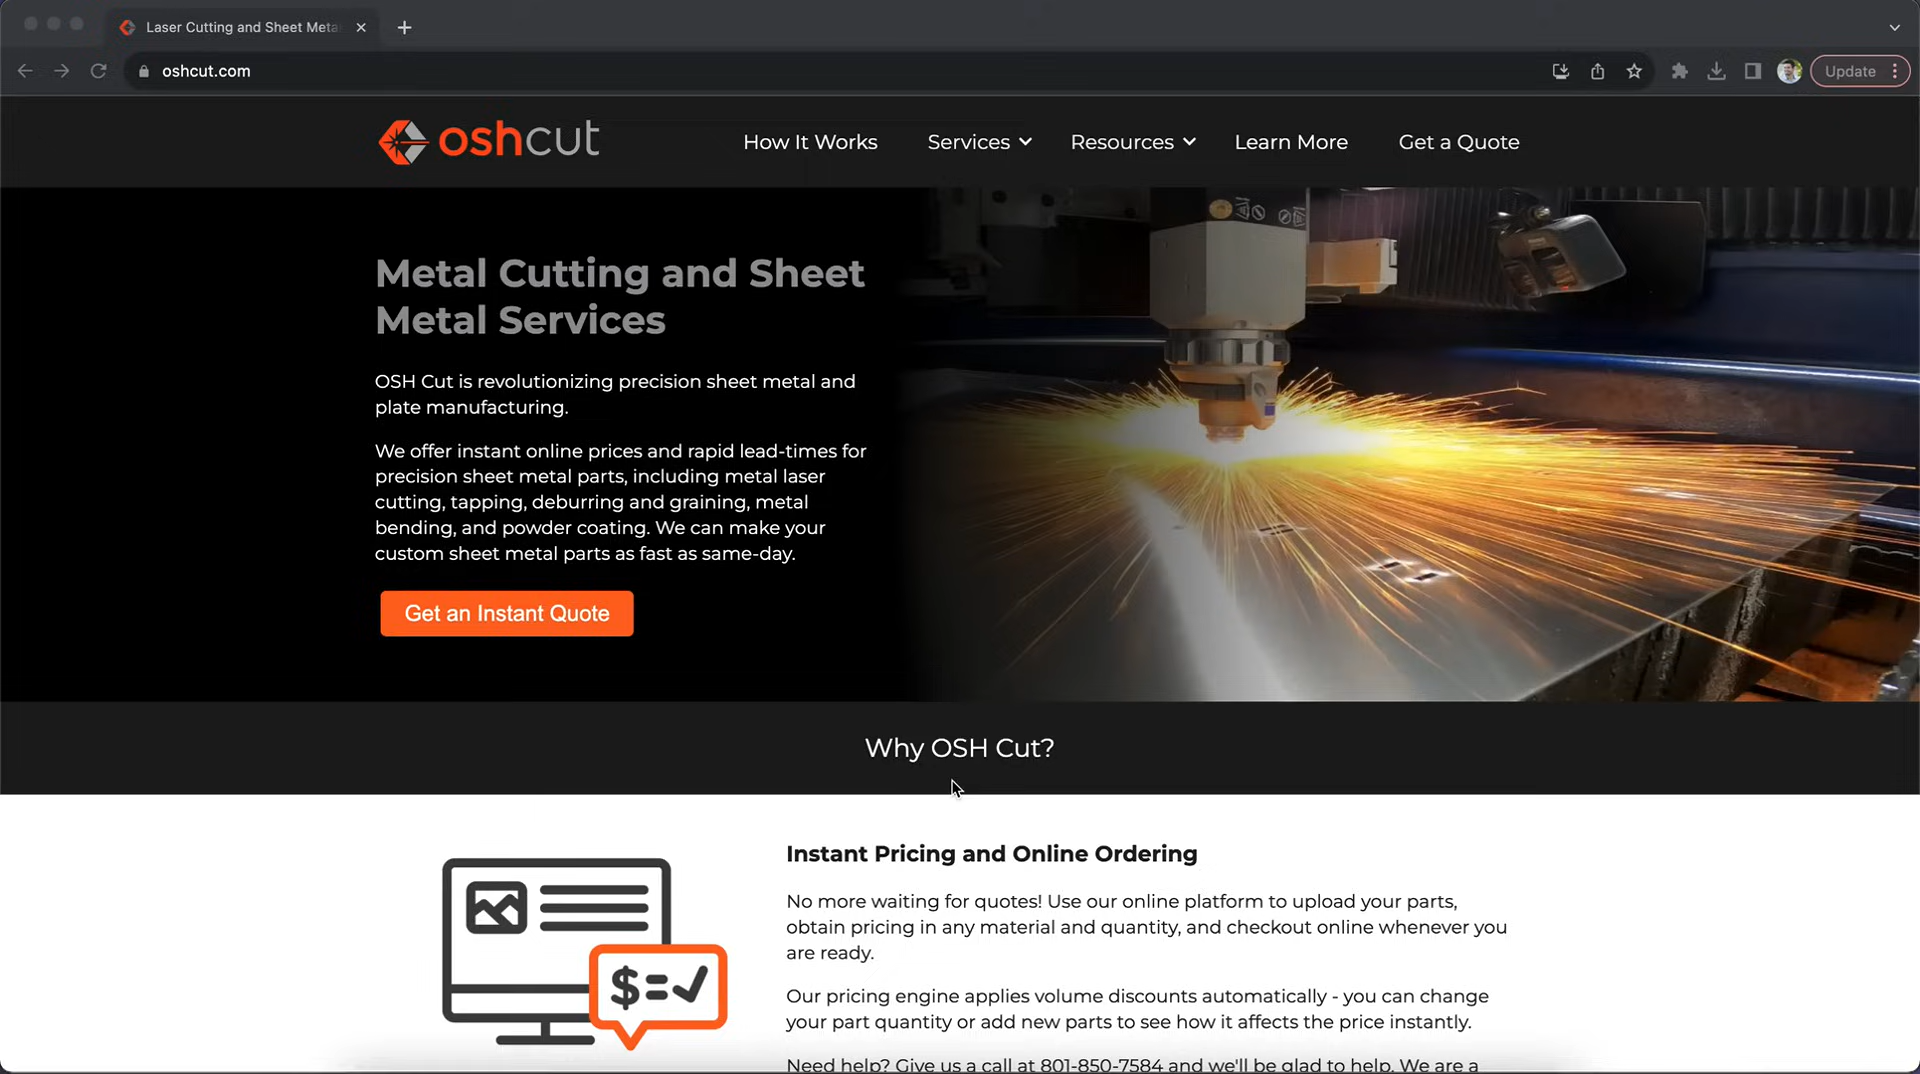 Laser Cutting and Sheet Meta
oshcut.com
Update
oshcut
How It Works
Services
Resources
Learn More
Get a Quote
Metal Cutting and Sheet
Metal Services
OSH Cut is revolutionizing precision sheet metal and
plate manufacturing.
We offer instant online prices and rapid lead-times for
precision sheet metal parts, including metal laser
cutting, tapping, deburring and graining, metal
bending, and powder coating. We can make your
custom sheet metal parts as fast as same-day.
Get an Instant Quote
Why OSH Cut?
Instant Pricing and Online Ordering
No more waiting for quotes! Use our online platform to upload your parts,
obtain pricing in any material and quantity, and checkout online whenever you
are ready.
$=
Our pricing engine applies volume discounts automatically - you can change
your part quantity or add new parts to see how it affects the price instantly.
Need help? Give us a call at 801-850-7584 and we'll be glad to help. We are a